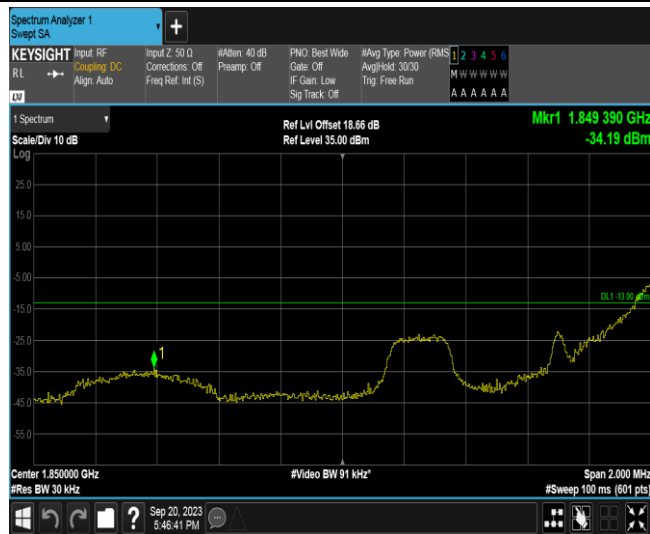 Spectrum Analyzer 1
Swept SA
+
KEYSIGHT
RL
LXI
Input: RF
Coupling: DC
Align: Auto
Input Z: 50 Ω
Corrections: Off
Freq Ref: Int (S)
#Atten: 40 dB
Preamp: Off
PNO: Best Wide
Gate: Off
IF Gain: Low
Sig Track: Off
#Avg Type: Power (RMS
Avg|Hold: 30/30
Trig: Free Run
1 2 3 4 5 6
M W W W W W
A A A A A A
1 Spectrum
Scale/Div 10 dB
Log
Ref Lvl Offset 18.66 dB
Ref Level 35.00 dBm
Mkr1 1.849 390 GHz
-34.19 dBm
25.0
15.0
5.00
-5.00
DL1 -13.00 dBm
-15.0
-25.0
1
-35.0
-45.0
-55.0
Center 1.850000 GHz
#Res BW 30 kHz
#Video BW 91 kHz*
Span 2.000 MHz
#Sweep 100 ms (601 pts)
?
Sep 20, 2023
5:46:41 PM